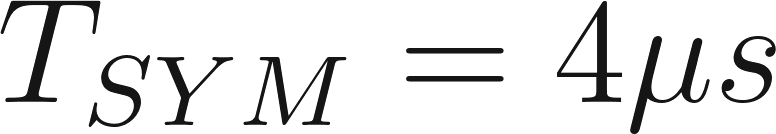 T_{SYM} = 4μs